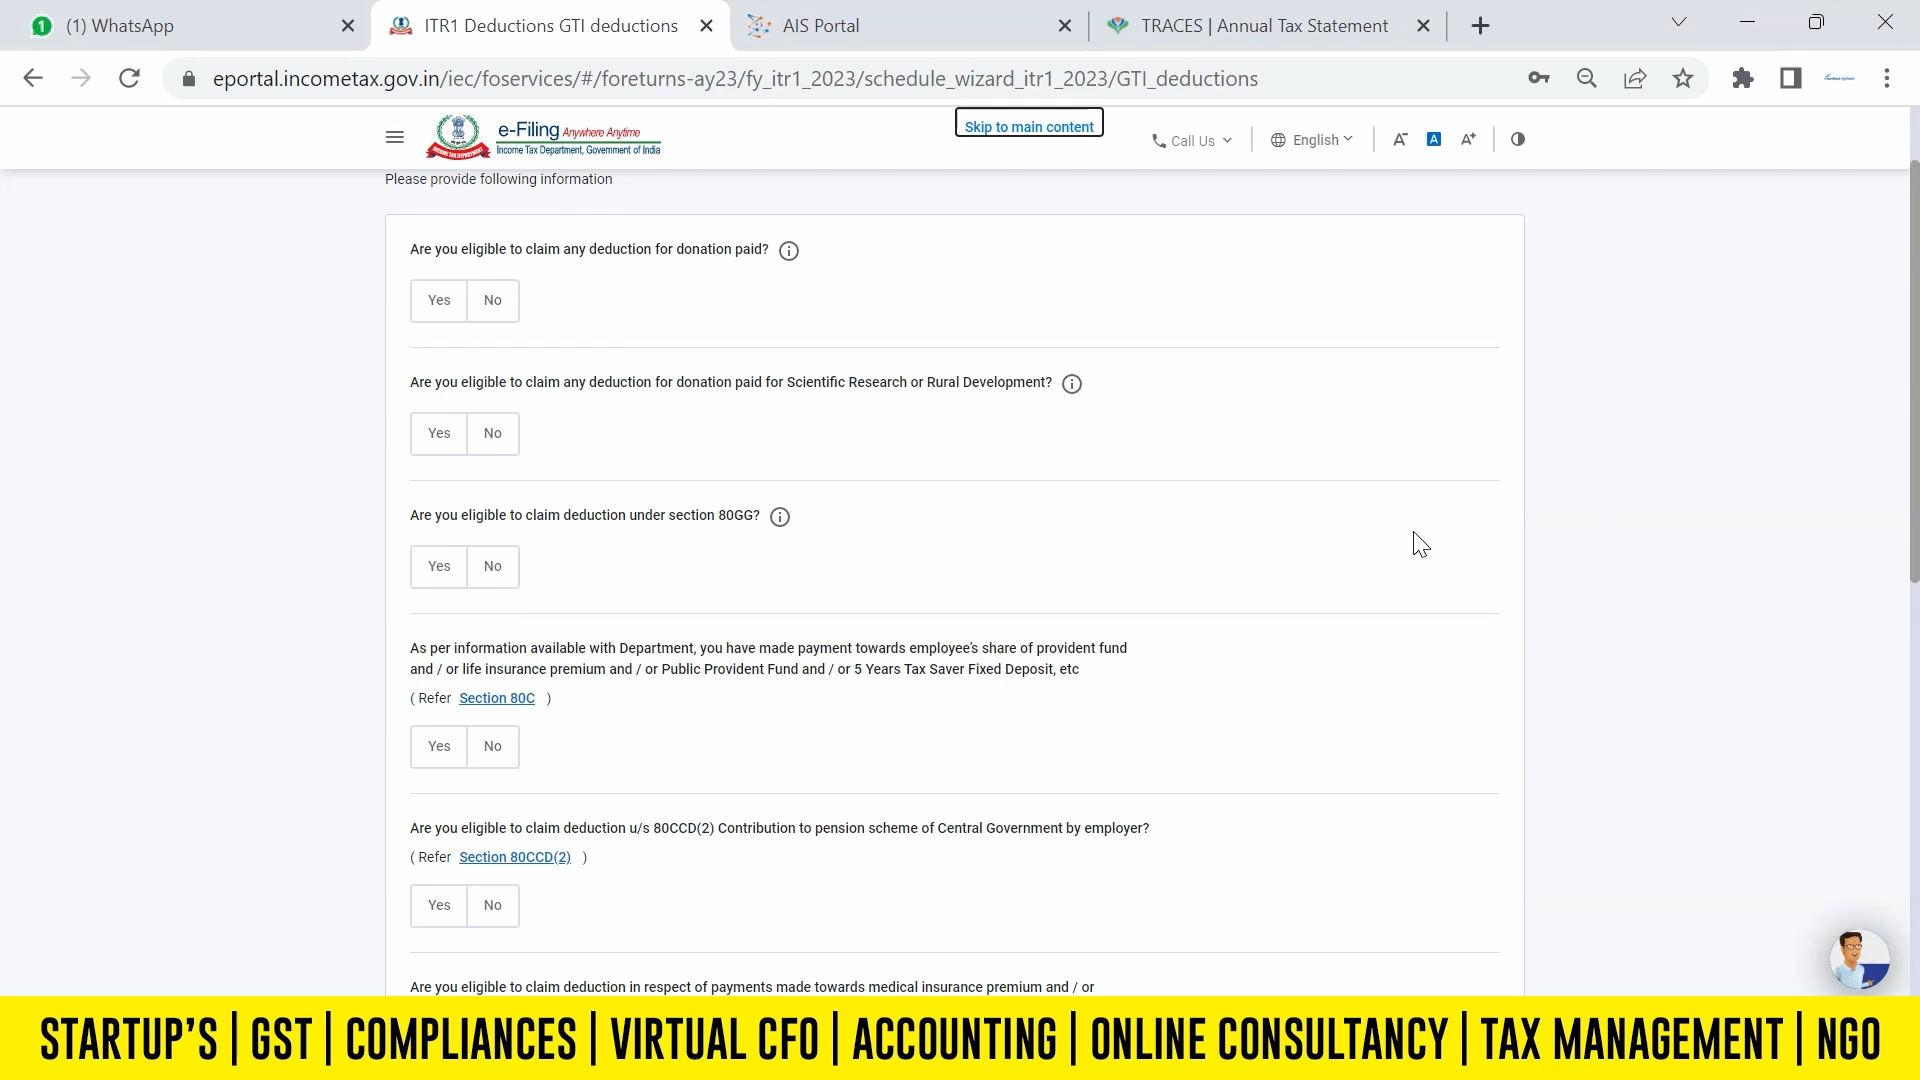 1 (1) WhatsApp
ITR1 Deductions GTI deductions
AIS Portal
TRACES | Annual Tax Statement
eportal.incometax.gov.in/iec/foservices/#/foreturns-ay23/fy_itr1_2023/schedule_wizard_itr1_2023/GTI_deductions
e-Filing Anywhere Anytime
Income Tax Department, Government of India
Skip to main content
Call Us
English
A-
A
A+
Please provide following information
Are you eligible to claim any deduction for donation paid?
Yes No
Are you eligible to claim any deduction for donation paid for Scientific Research or Rural Development?
Yes No
Are you eligible to claim deduction under section 80GG?
Yes No
As per information available with Department, you have made payment towards employee's share of provident fund
and / or life insurance premium and / or Public Provident Fund and / or 5 Years Tax Saver Fixed Deposit, etc
( Refer Section 80C )
Yes No
Are you eligible to claim deduction u/s 80CCD(2) Contribution to pension scheme of Central Government by employer?
( Refer Section 80CCD(2) )
Yes No
Are you eligible to claim deduction in respect of payments made towards medical insurance premium and / or
STARTUP'S | GST | COMPLIANCES | VIRTUAL CFO | ACCOUNTING | ONLINE CONSULTANCY | TAX MANAGEMENT | NGO